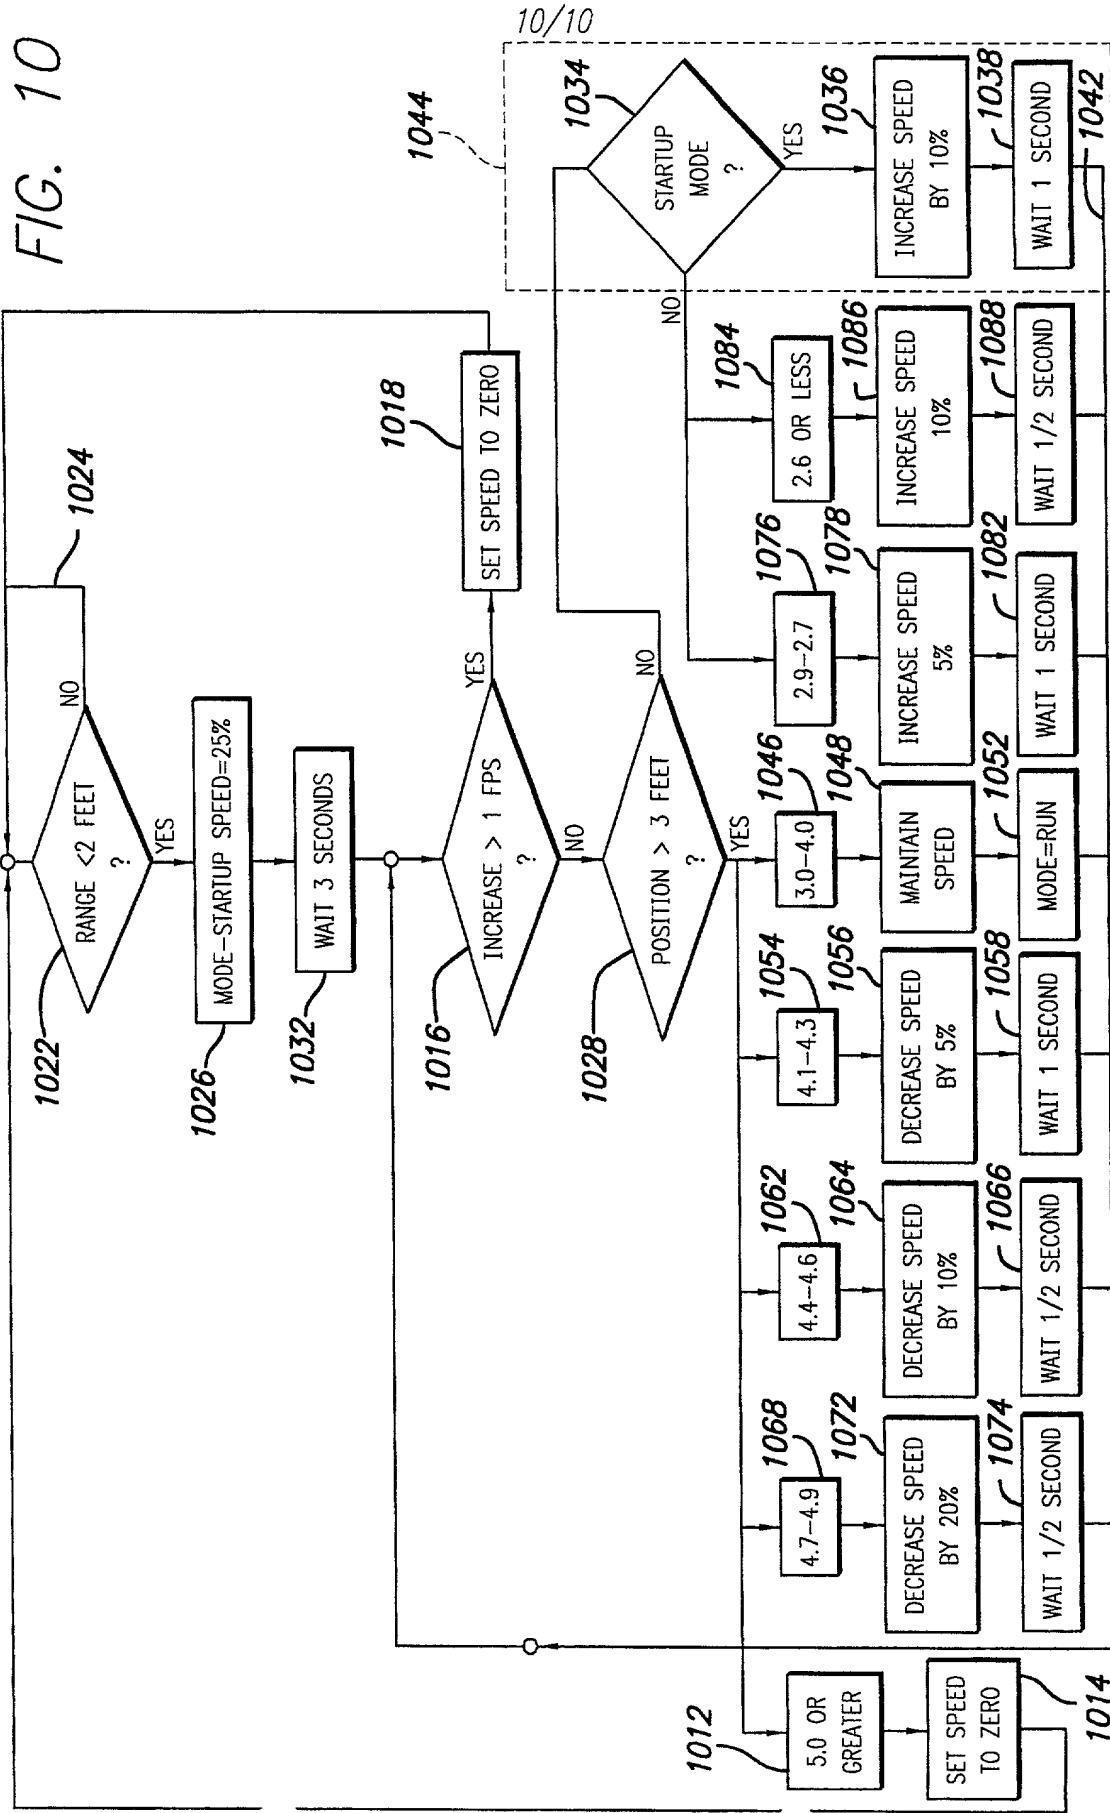 10/10
FIG. 10
RANGE <2 FEET
?
1022
NO
1024
YES
MODE-STARTUP SPEED=25%
1026
WAIT 3 SECONDS
1032
INCREASE > 1 FPS
?
1016
YES
SET SPEED TO ZERO
1018
NO
POSITION > 3 FEET
?
1028
NO
YES
1044
STARTUP
MODE
?
1034
NO
YES
INCREASE SPEED
BY 10%
1036
WAIT 1 SECOND
1038
1042
5.0 OR
GREATER
1012
SET SPEED
TO ZERO
1014
4.7-4.9
1068
DECREASE SPEED
BY 20%
1072
WAIT 1/2 SECOND
1074
4.4-4.6
1062
DECREASE SPEED
BY 10%
1064
WAIT 1/2 SECOND
1066
4.1-4.3
1054
DECREASE SPEED
BY 5%
1056
WAIT 1 SECOND
1058
3.0-4.0
1046
MAINTAIN
SPEED
1048
MODE=RUN
1052
2.9-2.7
1076
INCREASE SPEED
5%
1078
WAIT 1 SECOND
1082
2.6 OR LESS
1084
INCREASE SPEED
10%
1086
WAIT 1/2 SECOND
1088